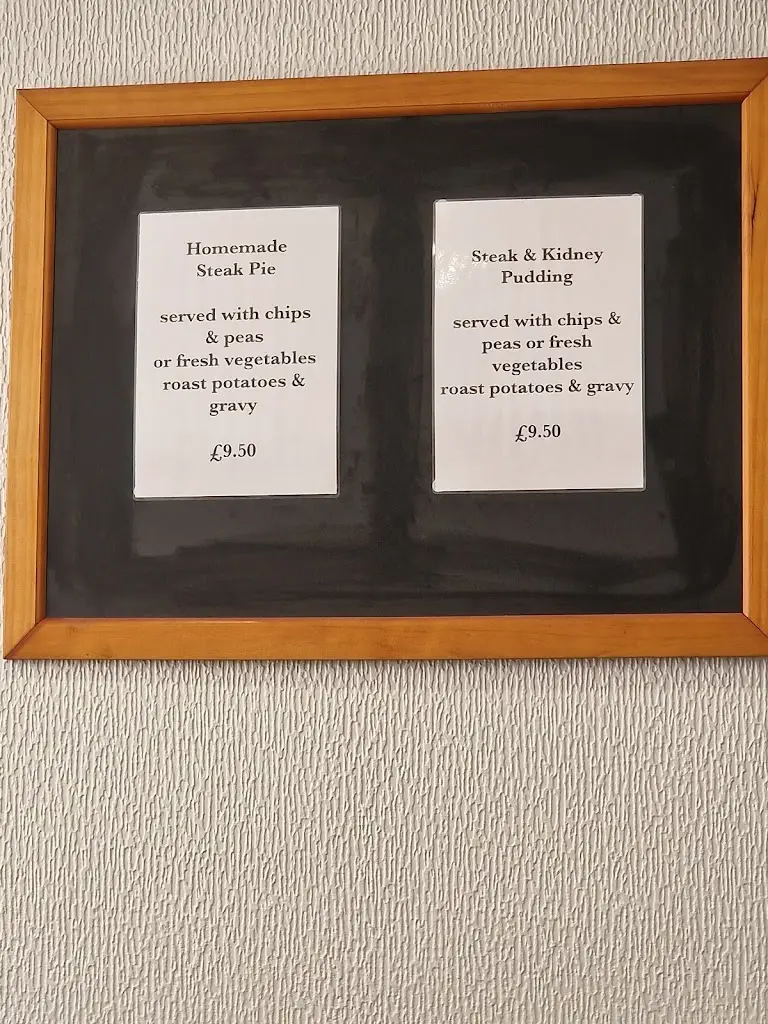 Homemade
Steak Pie
served with chips
& peas
or fresh vegetables
roast potatoes &
gravy
£9.50
Steak & Kidney
Pudding
served with chips &
peas or fresh
vegetables
roast potatoes & gravy
£9.50